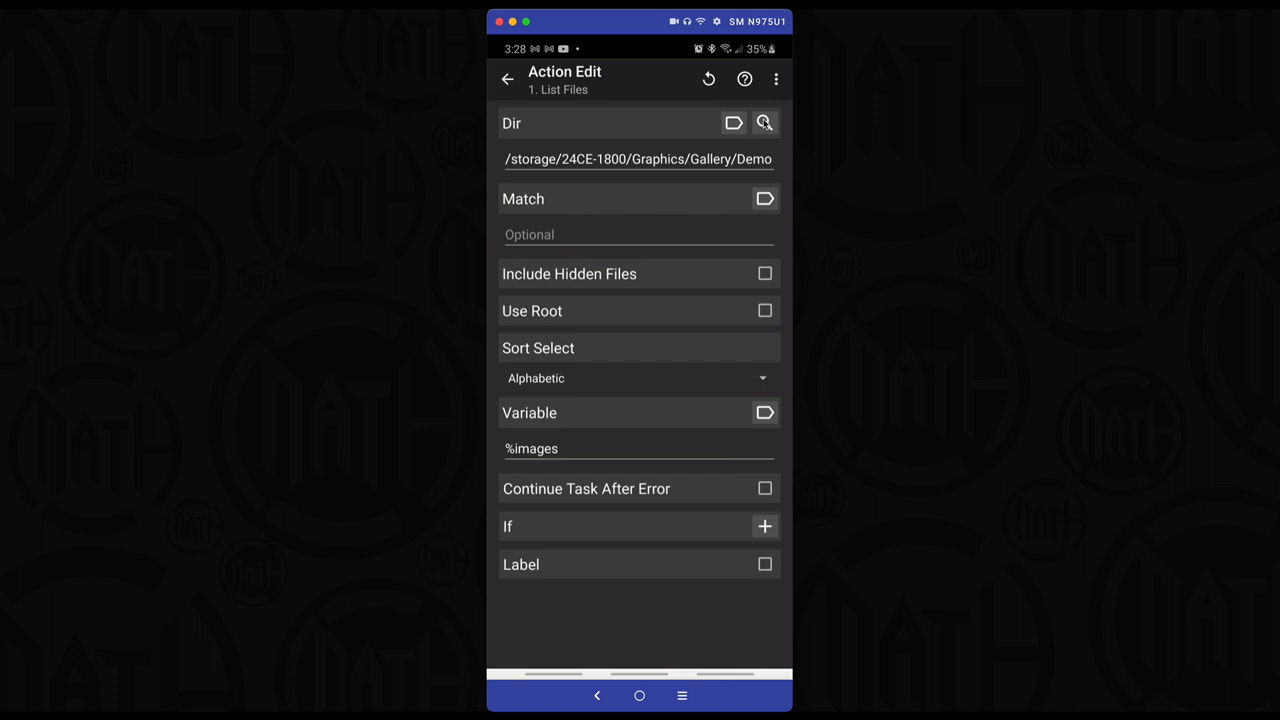 SM N975U1
3:28
35%
Action Edit
1. List Files
Dir
/storage/24CE-1800/Graphics/Gallery/Demo
Match
Optional
Include Hidden Files
Use Root
Sort Select
Alphabetic
Variable
%images
Continue Task After Error
If
Label